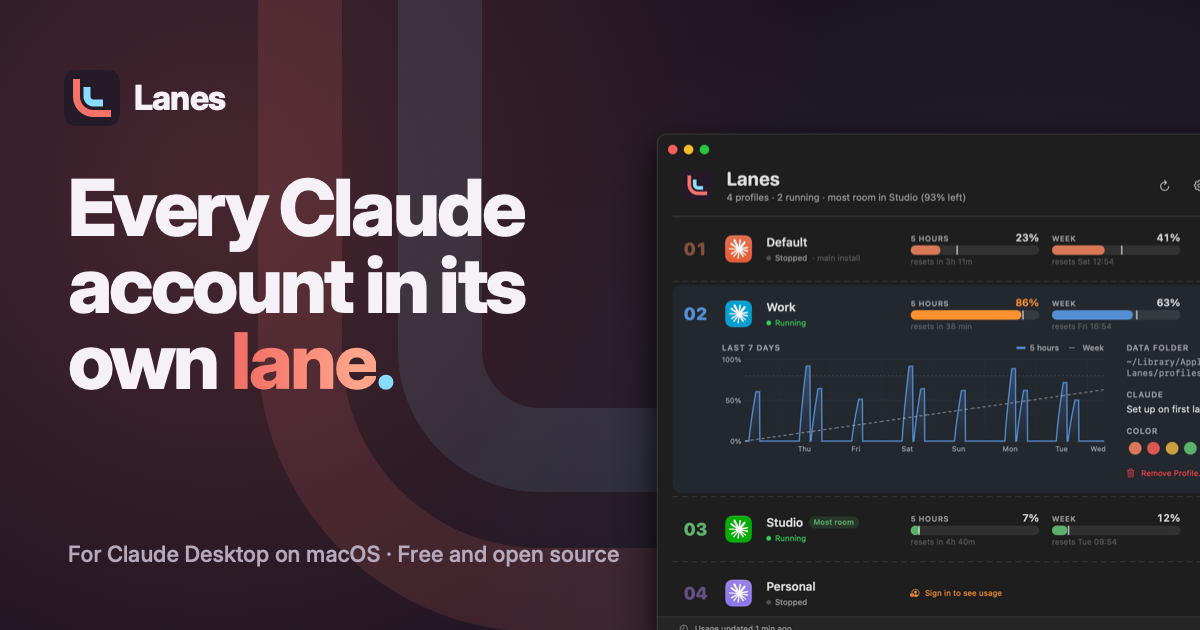 Lanes
Every Claude
account in its
own lane.
For Claude Desktop on macOS · Free and open source
Lanes
4 profiles · 2 running · most room in Studio (93% left)
01
Default
Stopped · main install
5 HOURS 23%
resets in 3h 11m
WEEK 41%
resets Sat 12:54
02
Work
Running
5 HOURS 86%
resets in 38 min
WEEK 63%
resets Fri 16:54
LAST 7 DAYS
5 hours
Week
100%
50%
0%
Thu Fri Sat Sun Mon Tue Wed
DATA FOLDER
~/Library/Appl
Lanes/profiles
CLAUDE
Set up on first la
COLOR
Remove Profile
03
Studio Most room
Running
5 HOURS 7%
resets in 4h 40m
WEEK 12%
resets Tue 09:54
04
Personal
Stopped
Sign in to see usage
Usage updated 1 min ago